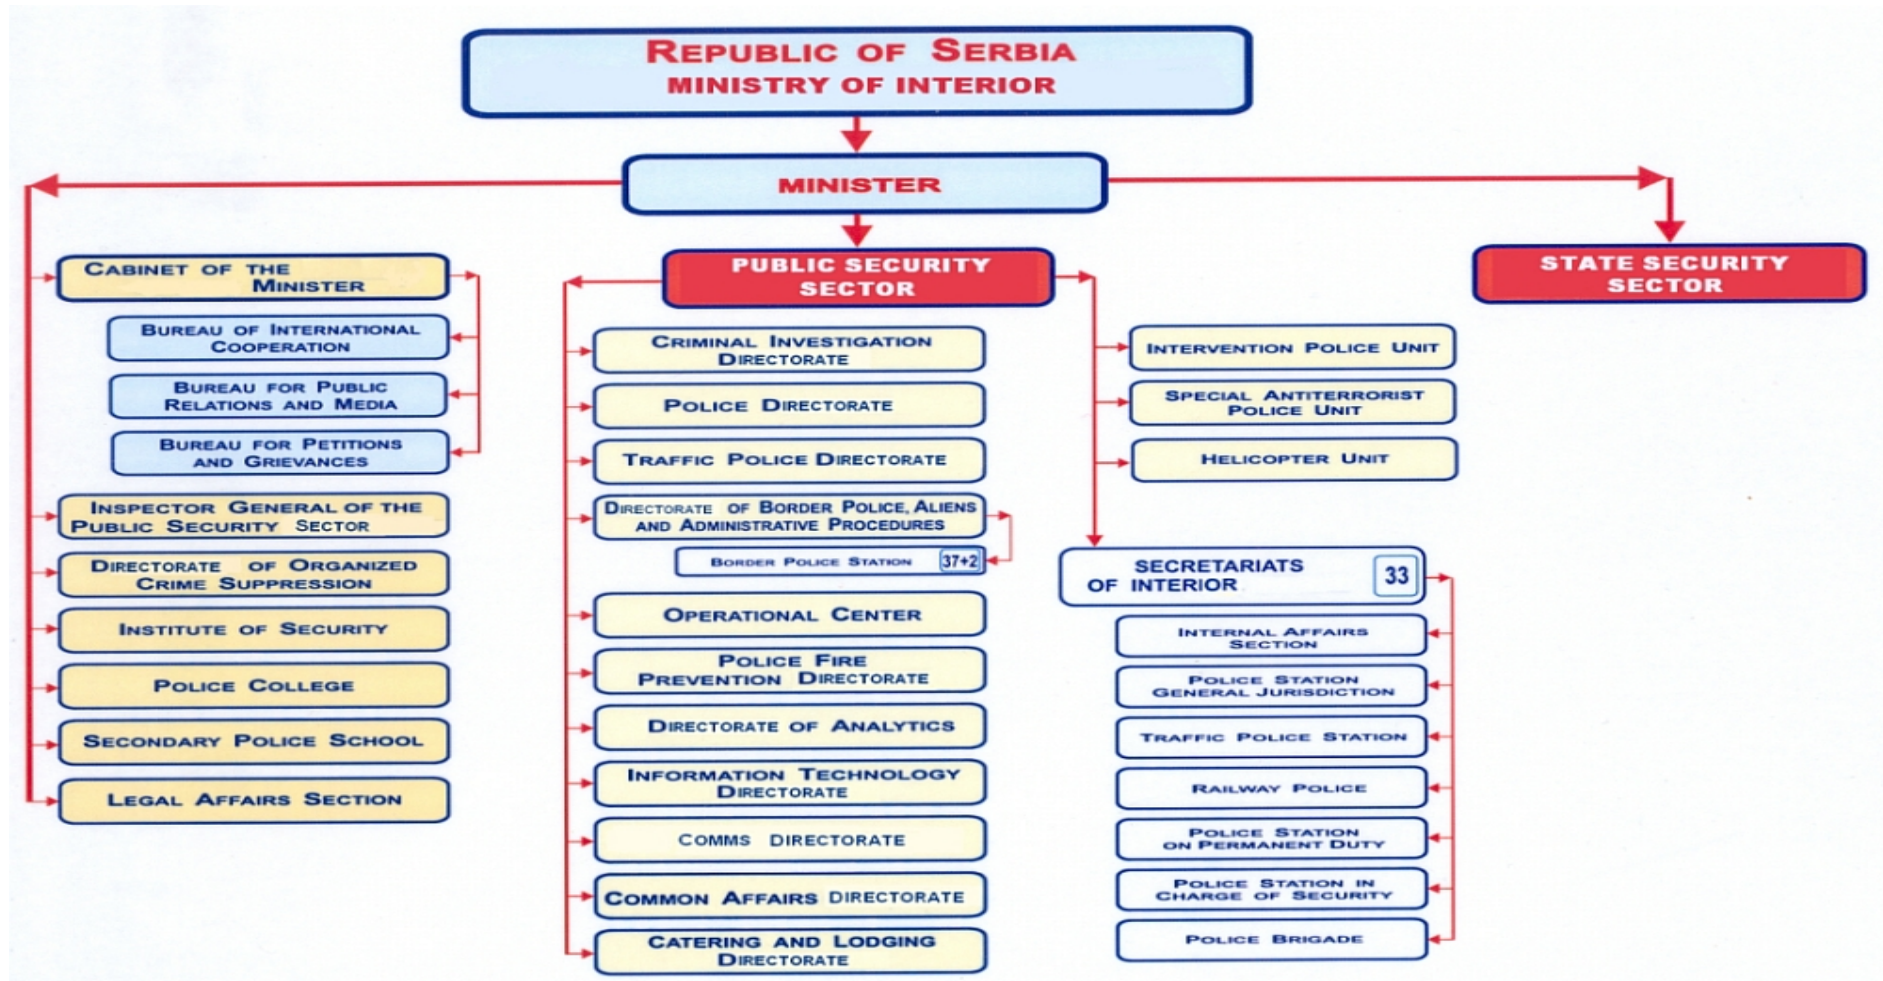 REPUBLIC OF SERBIA
MINISTRY OF INTERIOR
MINISTER
CABINET OF THE
MINISTER
BUREAU OF INTERNATIONAL
COOPERATION
BUREAU FOR PUBLIC
RELATIONS AND MEDIA
BUREAU FOR PETITIONS
AND GRIEVANCES
INSPECTOR GENERAL OF THE
PUBLIC SECURITY SECTOR
DIRECTORATE OF ORGANIZED
CRIME SUPPRESSION
INSTITUTE OF SECURITY
POLICE COLLEGE
SECONDARY POLICE SCHOOL
LEGAL AFFAIRS SECTION
PUBLIC SECURITY
SECTOR
CRIMINAL INVESTIGATION
DIRECTORATE
POLICE DIRECTORATE
TRAFFIC POLICE DIRECTORATE
DIRECTORATE OF BORDER POLICE, ALIENS
AND ADMINISTRATIVE PROCEDURES
BORDER POLICE STATION 37+2
OPERATIONAL CENTER
POLICE FIRE
PREVENTION DIRECTORATE
DIRECTORATE OF ANALYTICS
INFORMATION TECHNOLOGY
DIRECTORATE
COMMS DIRECTORATE
COMMON AFFAIRS DIRECTORATE
CATERING AND LODGING
DIRECTORATE
INTERVENTION POLICE UNIT
SPECIAL ANTITERRORIST
POLICE UNIT
HELICOPTER UNIT
SECRETARIATS
OF INTERIOR 33
INTERNAL AFFAIRS
SECTION
POLICE STATION
GENERAL JURISDICTION
TRAFFIC POLICE STATION
RAILWAY POLICE
POLICE STATION
ON PERMANENT DUTY
POLICE STATION IN
CHARGE OF SECURITY
POLICE BRIGADE
STATE SECURITY
SECTOR